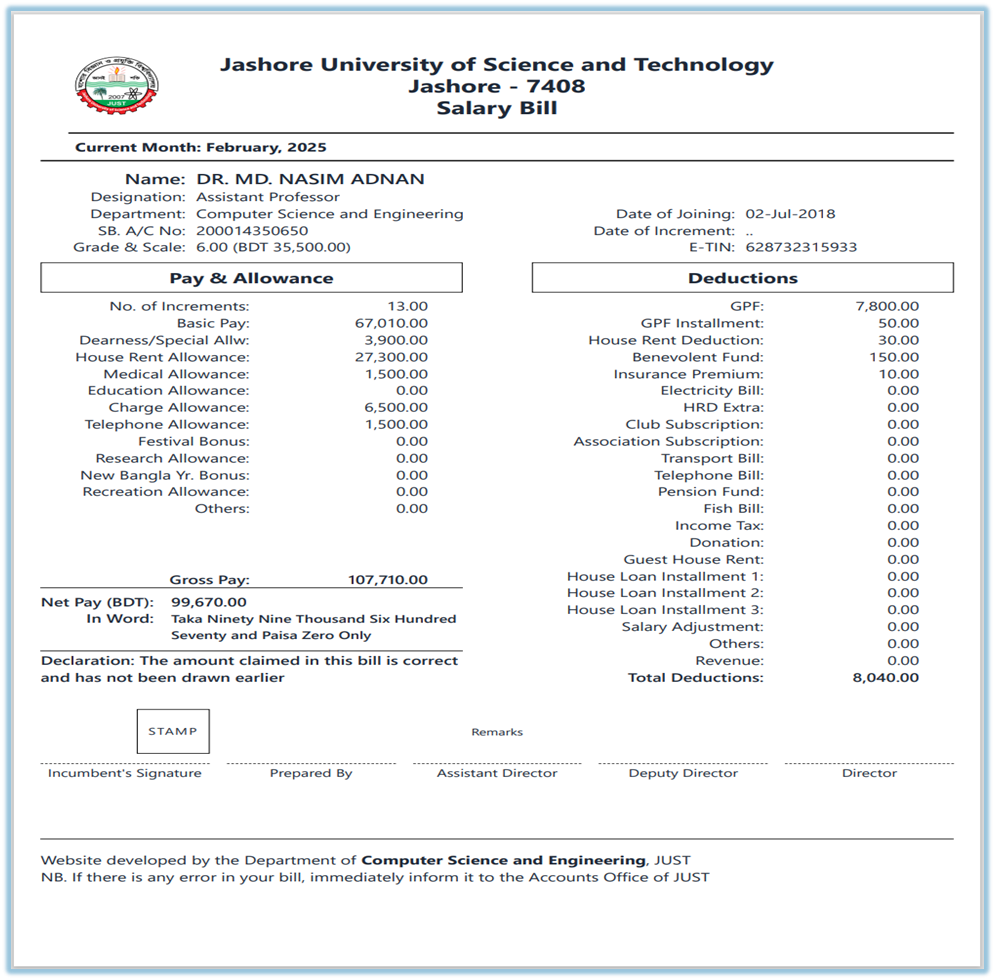 যশোর বিজ্ঞান ও প্রযুক্তি বিশ্ববিদ্যালয়
2007
JUST
Jashore University of Science and Technology
Jashore - 7408
Salary Bill
Current Month: February, 2025
Name: DR. MD. NASIM ADNAN
Designation: Assistant Professor
Department: Computer Science and Engineering
SB. A/C No: 200014350650
Grade & Scale: 6.00 (BDT 35,500.00)
Date of Joining: 02-Jul-2018
Date of Increment: ..
E-TIN: 628732315933
Pay & Allowance
No. of Increments: 13.00
Basic Pay: 67,010.00
Dearness/Special Allw: 3,900.00
House Rent Allowance: 27,300.00
Medical Allowance: 1,500.00
Education Allowance: 0.00
Charge Allowance: 6,500.00
Telephone Allowance: 1,500.00
Festival Bonus: 0.00
Research Allowance: 0.00
New Bangla Yr. Bonus: 0.00
Recreation Allowance: 0.00
Others: 0.00
Gross Pay: 107,710.00
Net Pay (BDT): 99,670.00
In Word: Taka Ninety Nine Thousand Six Hundred
Seventy and Paisa Zero Only
Declaration: The amount claimed in this bill is correct
and has not been drawn earlier
Deductions
GPF: 7,800.00
GPF Installment: 50.00
House Rent Deduction: 30.00
Benevolent Fund: 150.00
Insurance Premium: 10.00
Electricity Bill: 0.00
HRD Extra: 0.00
Club Subscription: 0.00
Association Subscription: 0.00
Transport Bill: 0.00
Telephone Bill: 0.00
Pension Fund: 0.00
Fish Bill: 0.00
Income Tax: 0.00
Donation: 0.00
Guest House Rent: 0.00
House Loan Installment 1: 0.00
House Loan Installment 2: 0.00
House Loan Installment 3: 0.00
Salary Adjustment: 0.00
Others: 0.00
Revenue: 0.00
Total Deductions: 8,040.00
STAMP
Remarks
Incumbent's Signature Prepared By Assistant Director Deputy Director Director
Website developed by the Department of Computer Science and Engineering, JUST
NB. If there is any error in your bill, immediately inform it to the Accounts Office of JUST